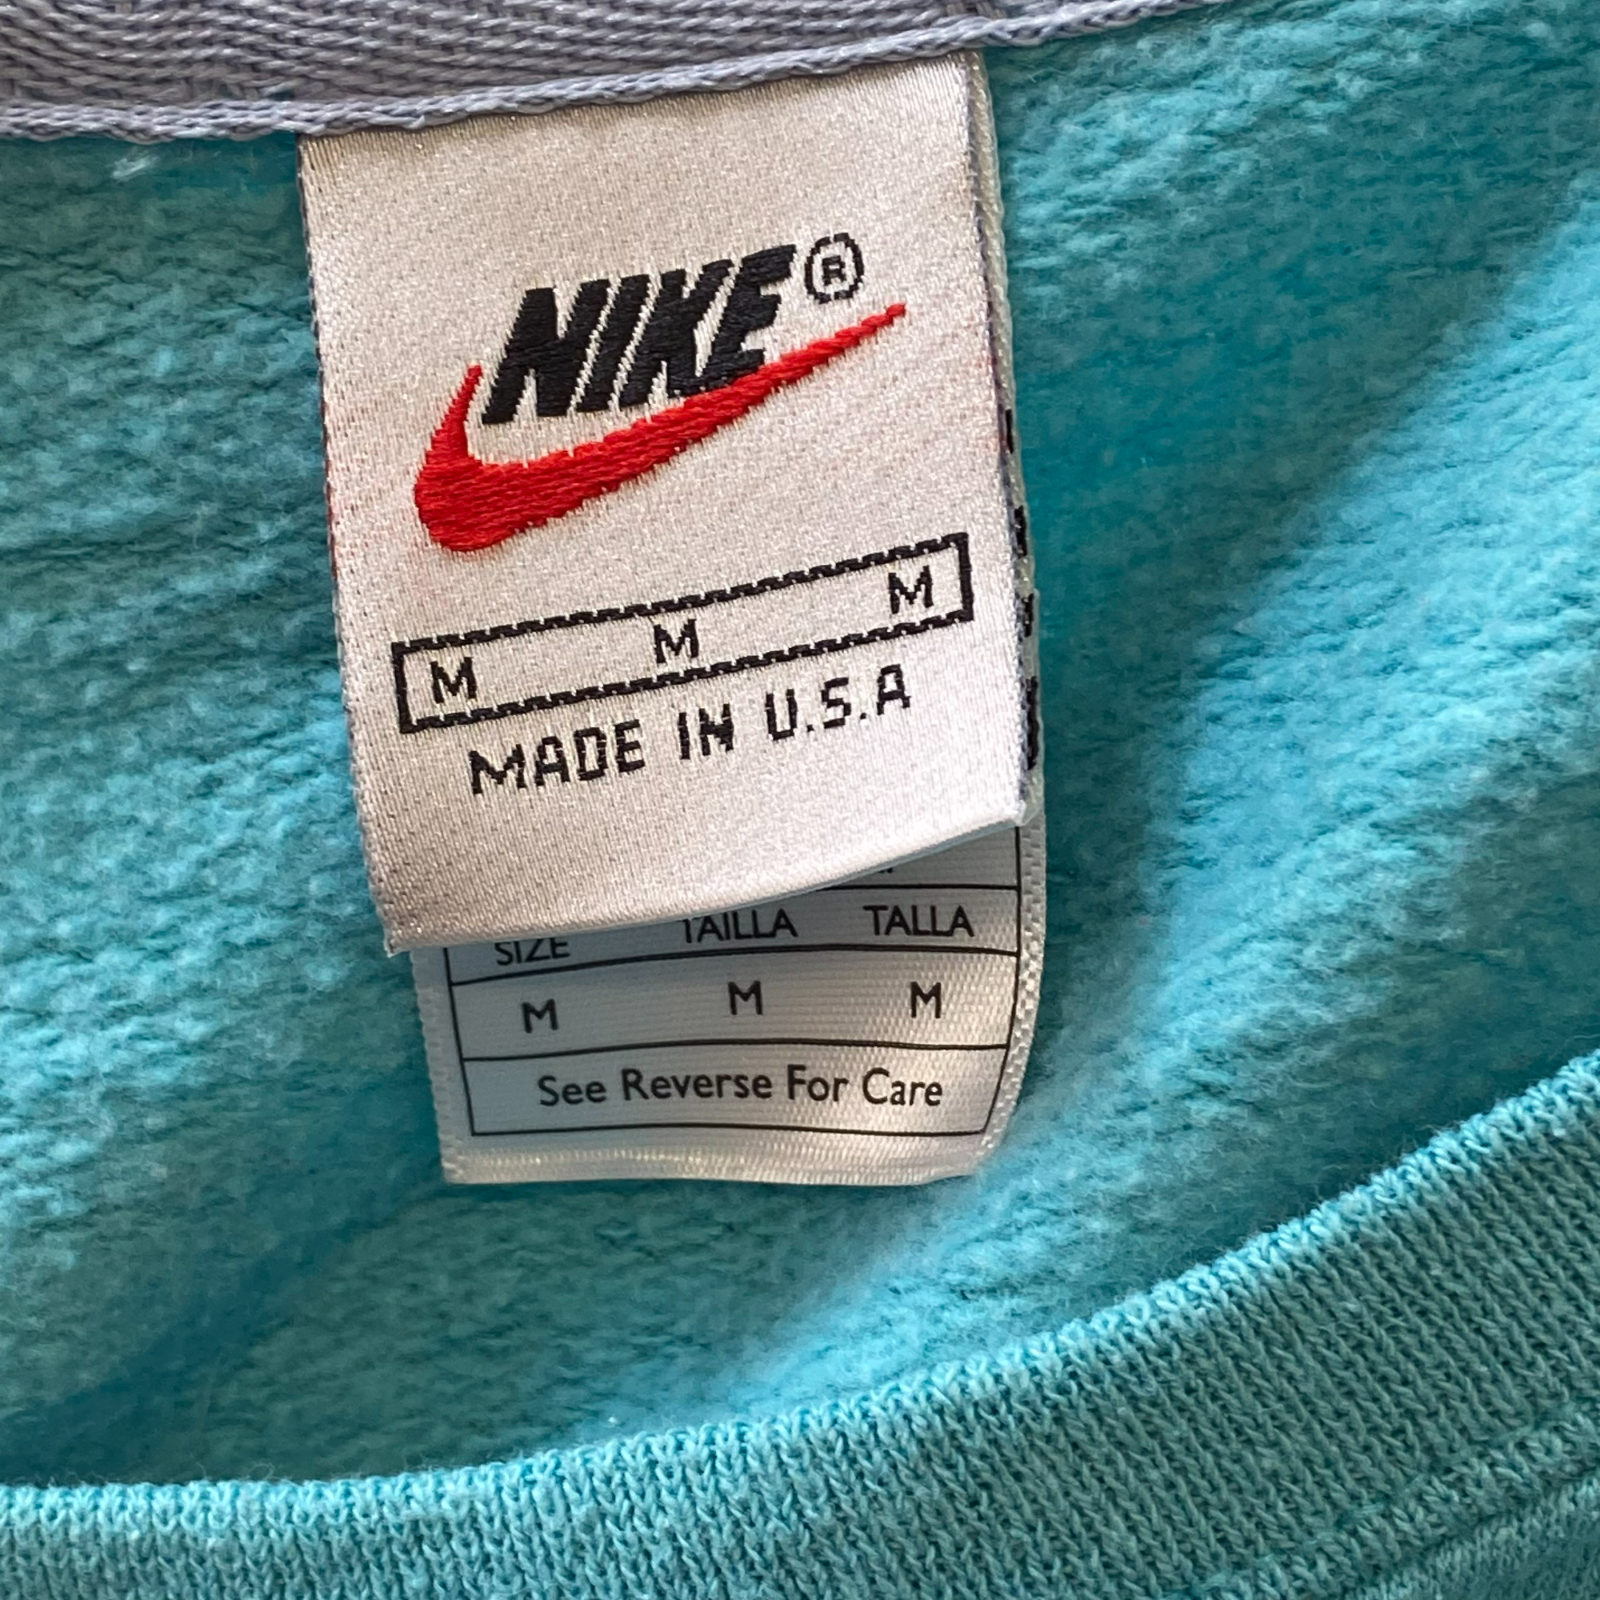 NIKE®
M M M
MADE IN U.S.A
SIZE TAILLA TALLA
M M M
See Reverse For Care